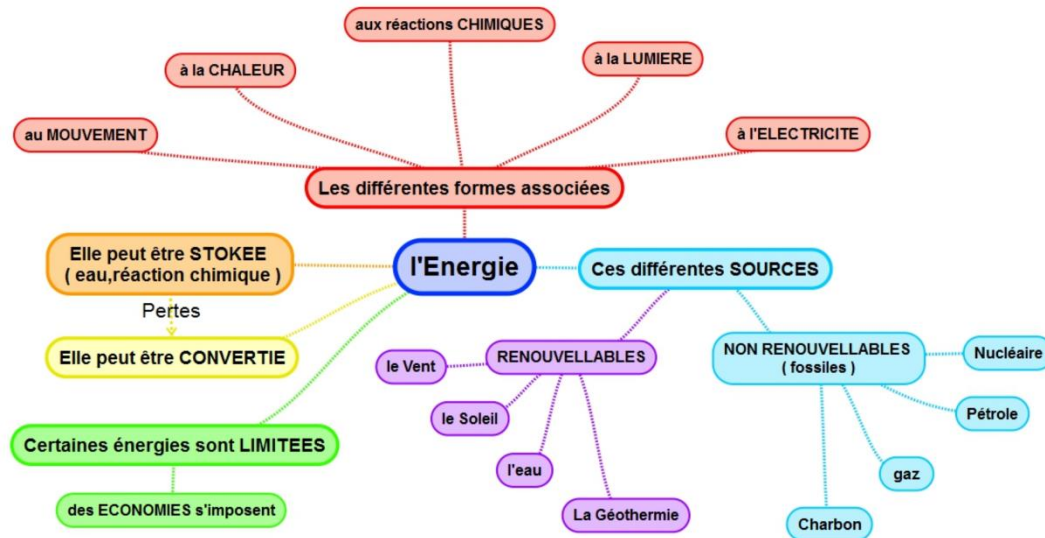 aux réactions CHIMIQUES
à la CHALEUR
à la LUMIERE
au MOUVEMENT
à l'ELECTRICITE
Les différentes formes associées
l'Energie
Elle peut être STOKEE
( eau,réaction chimique )
Pertes
Elle peut être CONVERTIE
Certaines énergies sont LIMITEES
des ECONOMIES s'imposent
Ces différentes SOURCES
RENOUVELLABLES
le Vent
le Soleil
l'eau
La Géothermie
NON RENOUVELLABLES
( fossiles )
Nucléaire
Pétrole
gaz
Charbon